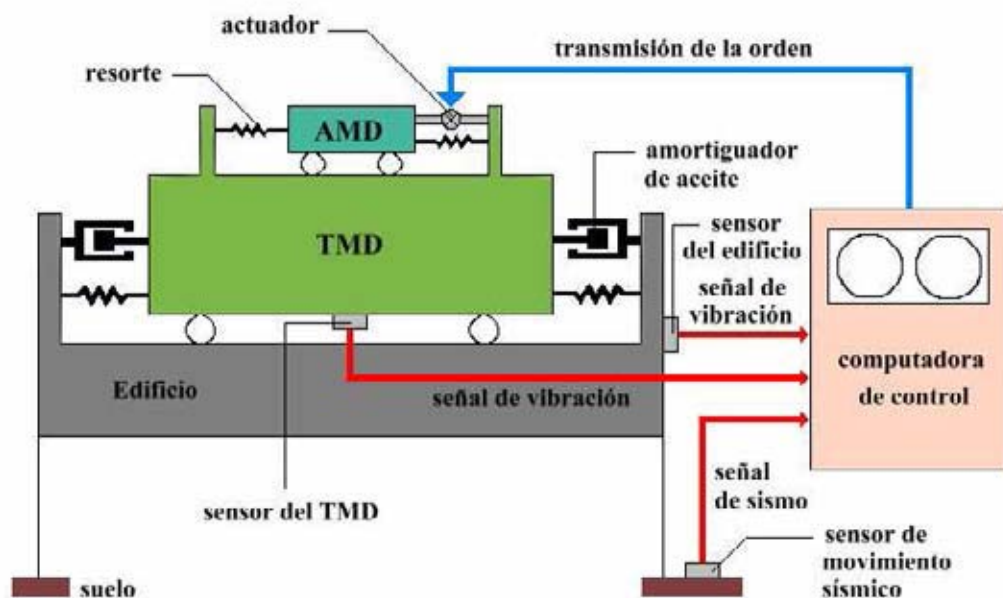 actuador
transmisión de la orden
resorte
AMD
amortiguador
de aceite
TMD
sensor
del edificio
señal de
vibración
computadora
de control
Edificio
señal de vibración
señal
de sismo
sensor del TMD
sensor de
movimiento
sísmico
suelo